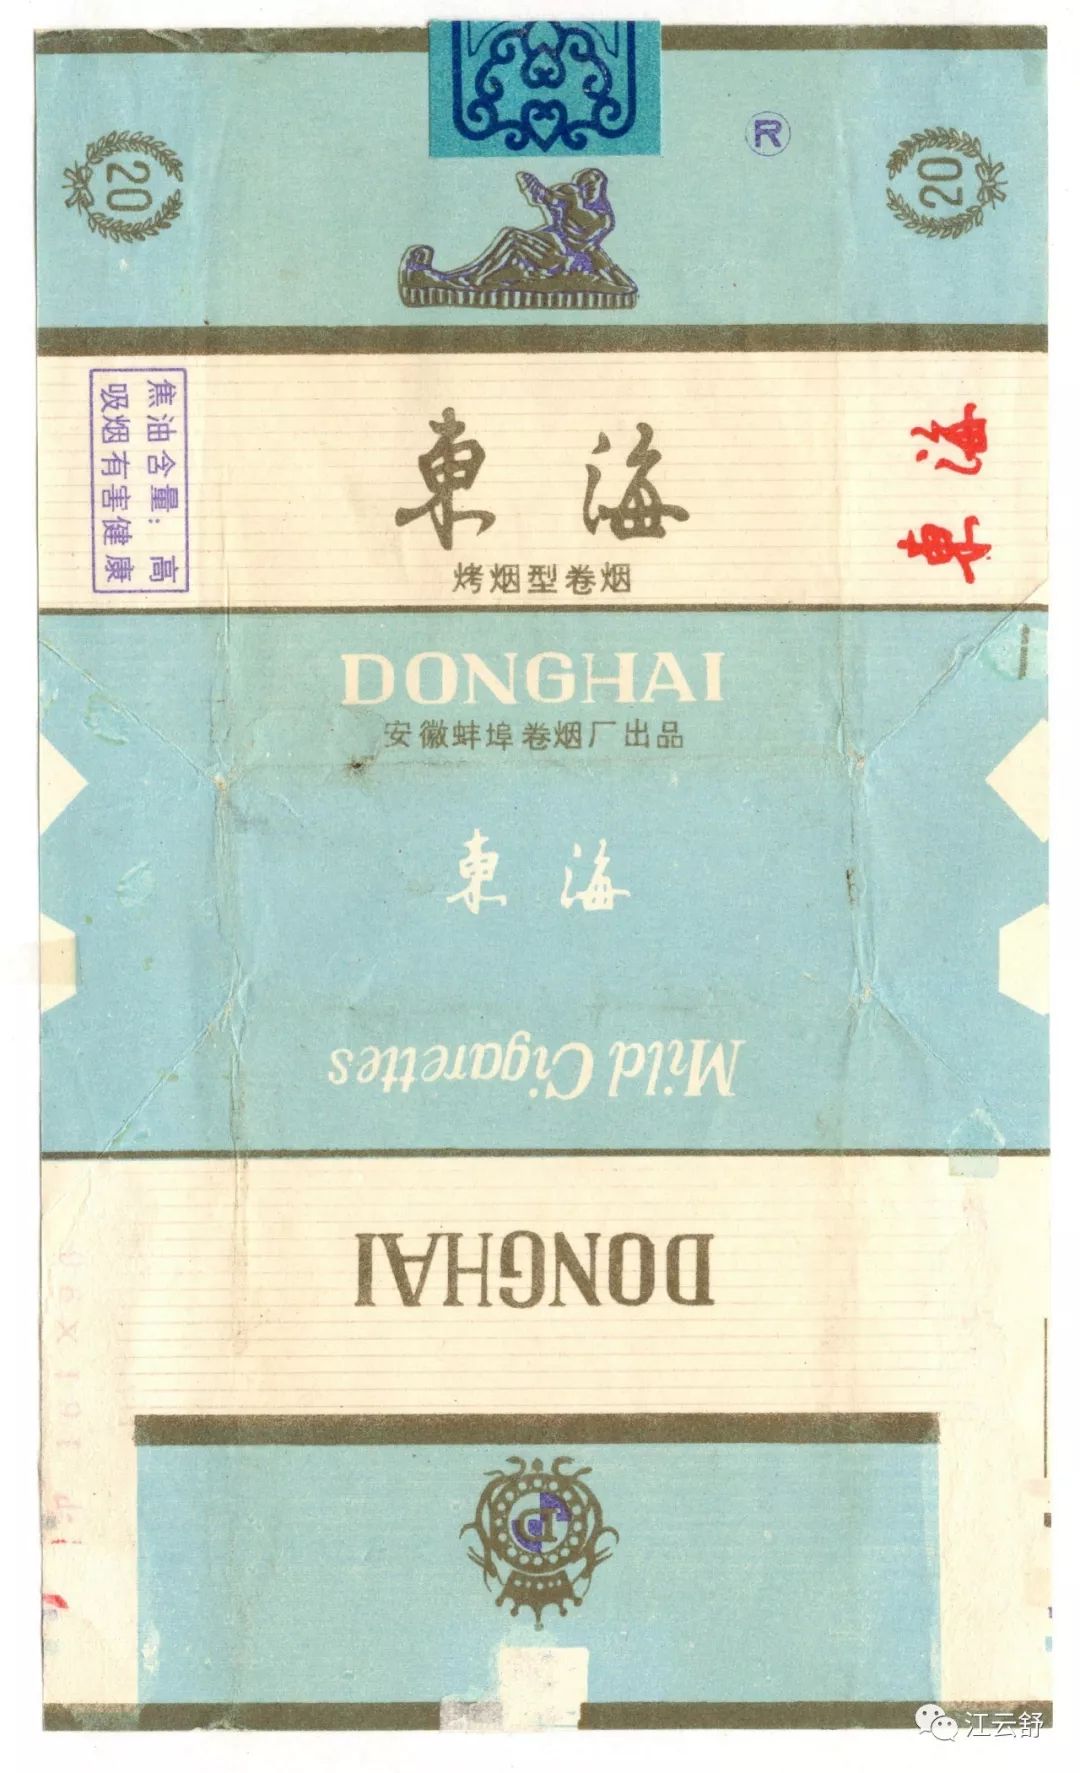 R
20
20
焦油含量：高
吸烟有害健康
東海
東海
烤烟型卷烟
DONGHAI
安徽蚌埠卷烟厂出品
東海
Mild Cigarettes
DONGHAI
江云舒